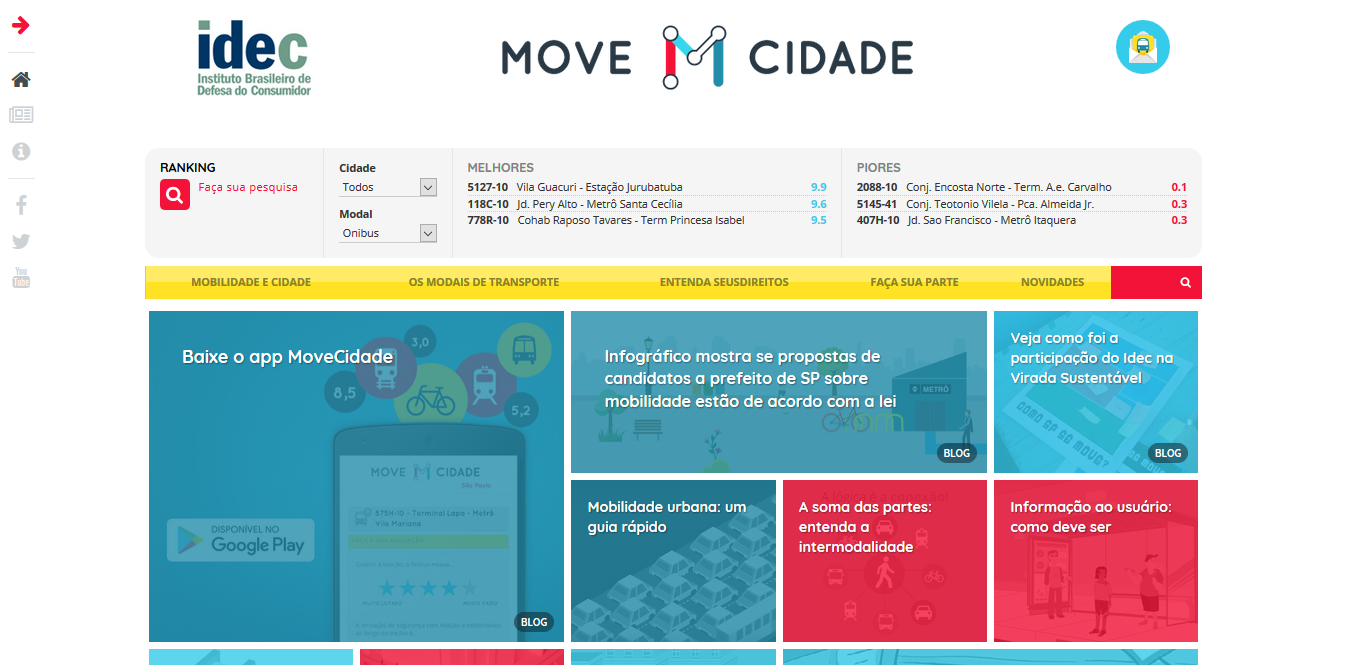 idec
Instituto Brasileiro de
Defesa do Consumidor
MOVE M CIDADE
RANKING
Faça sua pesquisa
Cidade
Todos
Modal
Onibus
MELHORES
5127-10 Vila Guacuri - Estação Jurubatuba 9.9
118C-10 Jd. Pery Alto - Metrô Santa Cecília 9.6
778R-10 Cohab Raposo Tavares - Term Princesa Isabel 9.5
PIORES
2088-10 Conj. Encosta Norte - Term. A.e. Carvalho 0.1
5145-41 Conj. Teotonio Vilela - Pca. Almeida Jr. 0.3
407H-10 Jd. Sao Francisco - Metrô Itaquera 0.3
You
Tube
MOBILIDADE E CIDADE OS MODAIS DE TRANSPORTE ENTENDA SEUSDIREITOS FAÇA SUA PARTE NOVIDADES
Baixe o app MoveCidade
3,0
8,5
5,2
MOVE M CIDADE
São Paulo
575H-10 - Terminal Lapa - Metrô
Vila Mariana
DISPONÍVEL NO
Google Play
BLOG
Infográfico mostra se propostas de
candidatos a prefeito de SP sobre
mobilidade estão de acordo com a lei
METRÔ
BLOG
Veja como foi a
participação do Idec na
Virada Sustentável
COMO SP SE MOVE?
BLOG
Mobilidade urbana: um
guia rápido
A lógica é a conexão!
A soma das partes:
entenda a
intermodalidade
Informação ao usuário:
como deve ser